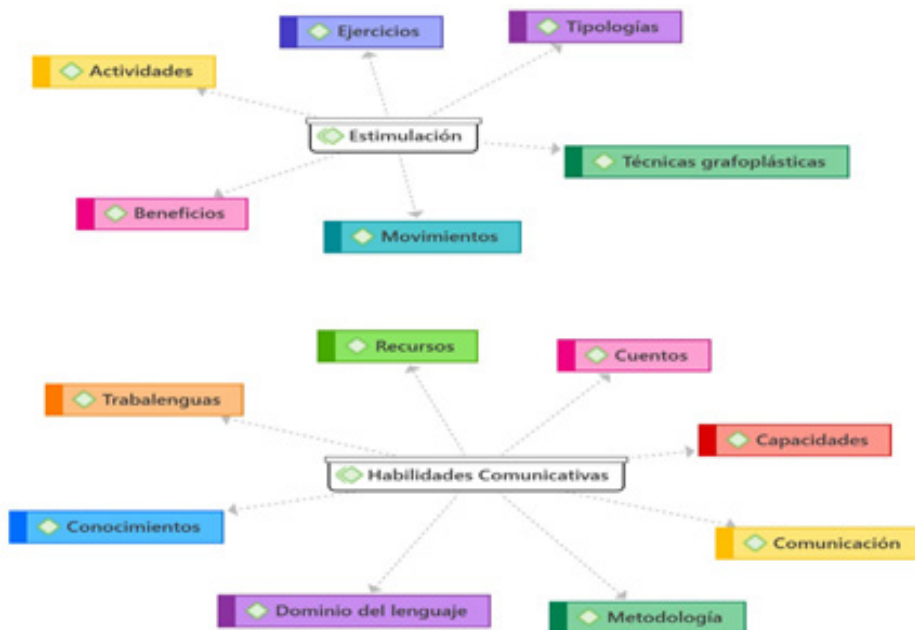 Ejercicios
Tipologías
Actividades
Estimulación
Técnicas grafoplásticas
Beneficios
Movimientos
Recursos
Cuentos
Trabalenguas
Capacidades
Habilidades Comunicativas
Conocimientos
Comunicación
Dominio del lenguaje
Metodología